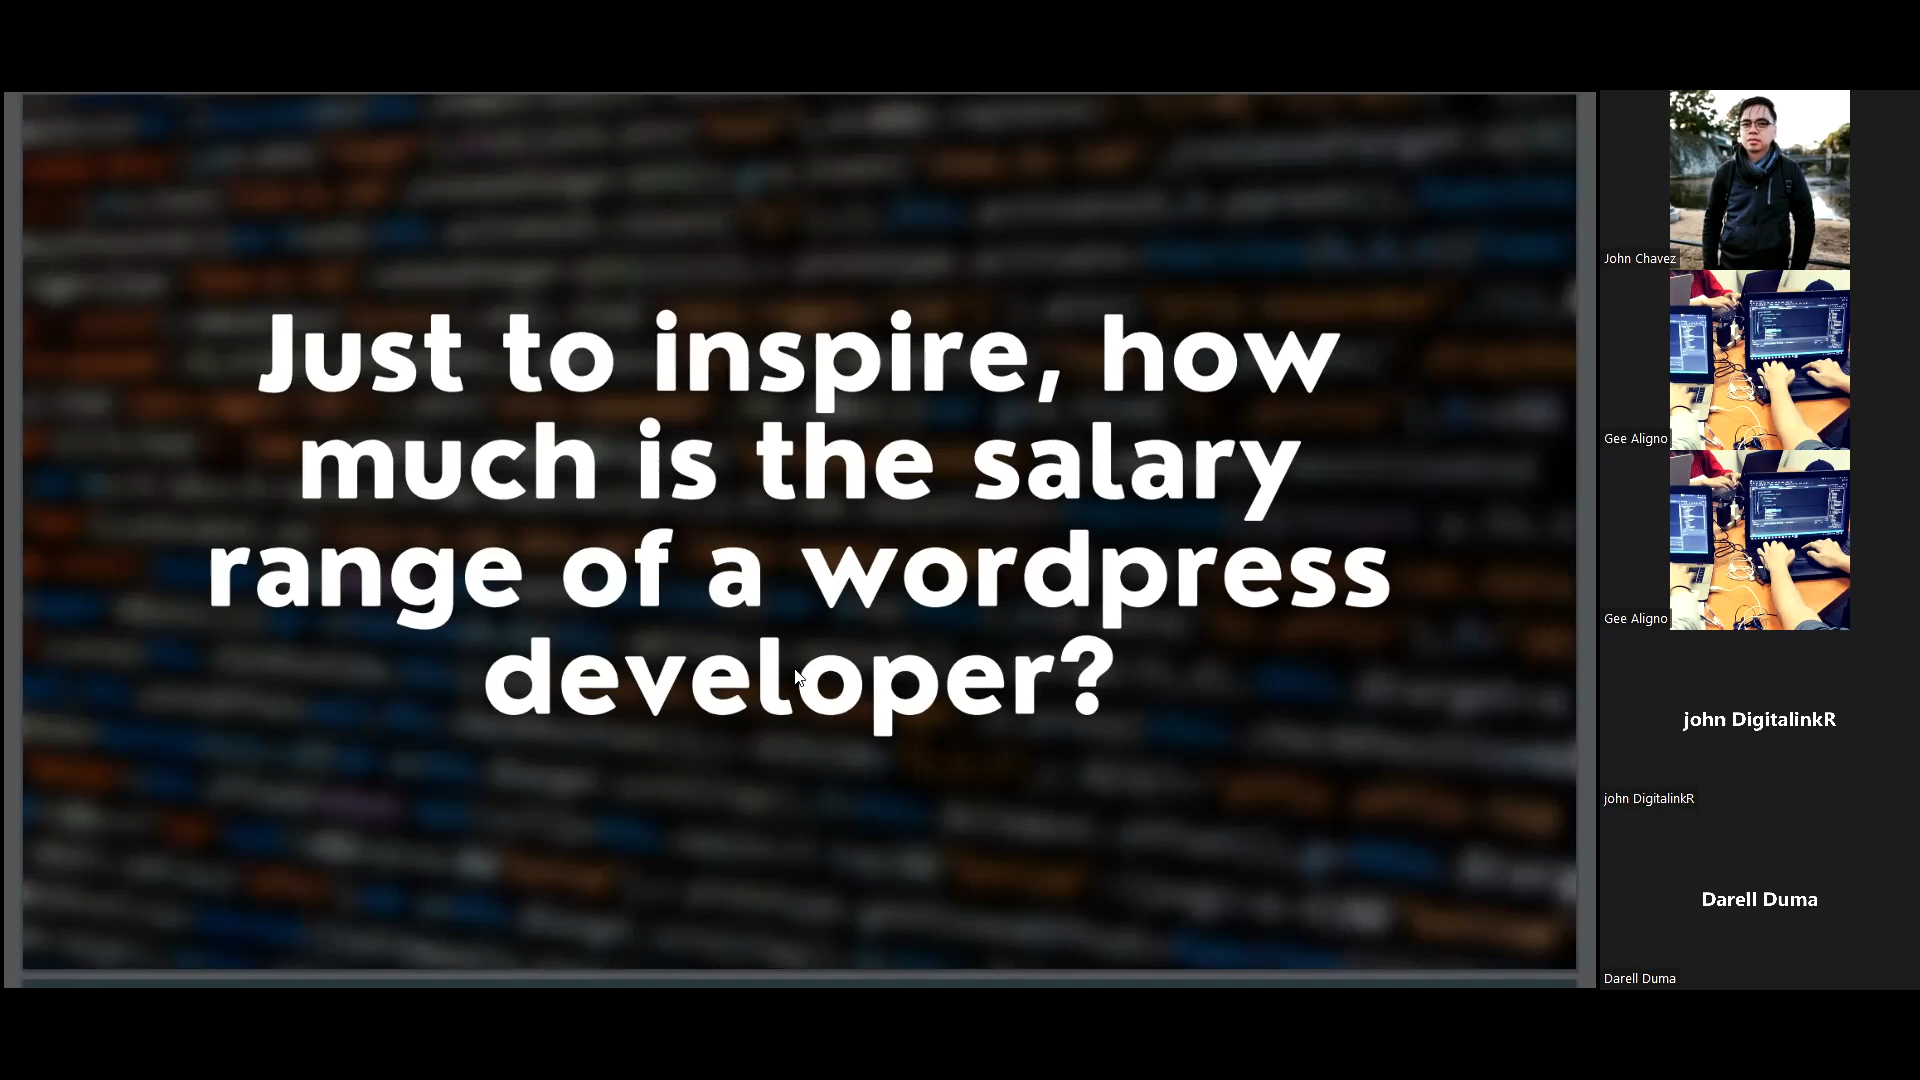 Just to inspire, how
much is the salary
range of a wordpress
developer?
John Chavez
Gee Aligno
Gee Aligno
john DigitalinkR
john DigitalinkR
Darell Duma
Darell Duma